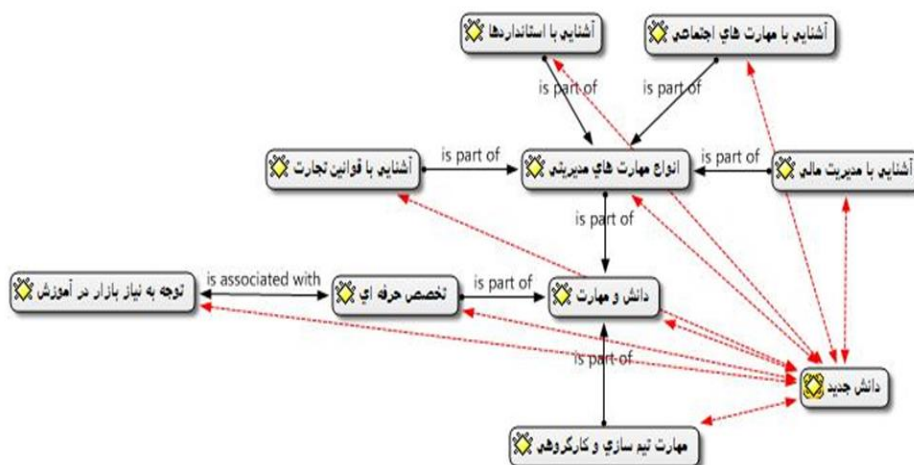 آشنایی با استانداردها
آشنایی با مهارت های اجتماعی
is part of
is part of
آشنایی با قوانین تجارت
is part of
انواع مهارت های مدیریتی
is part of
آشنایی با مدیریت مالی
is part of
توجه به نیاز بازار در آموزش
is associated with
تخصص حرفه اي
is part of
دانش و مهارت
is part of
دانش جدید
مهارت تیم سازي و کارگروهی